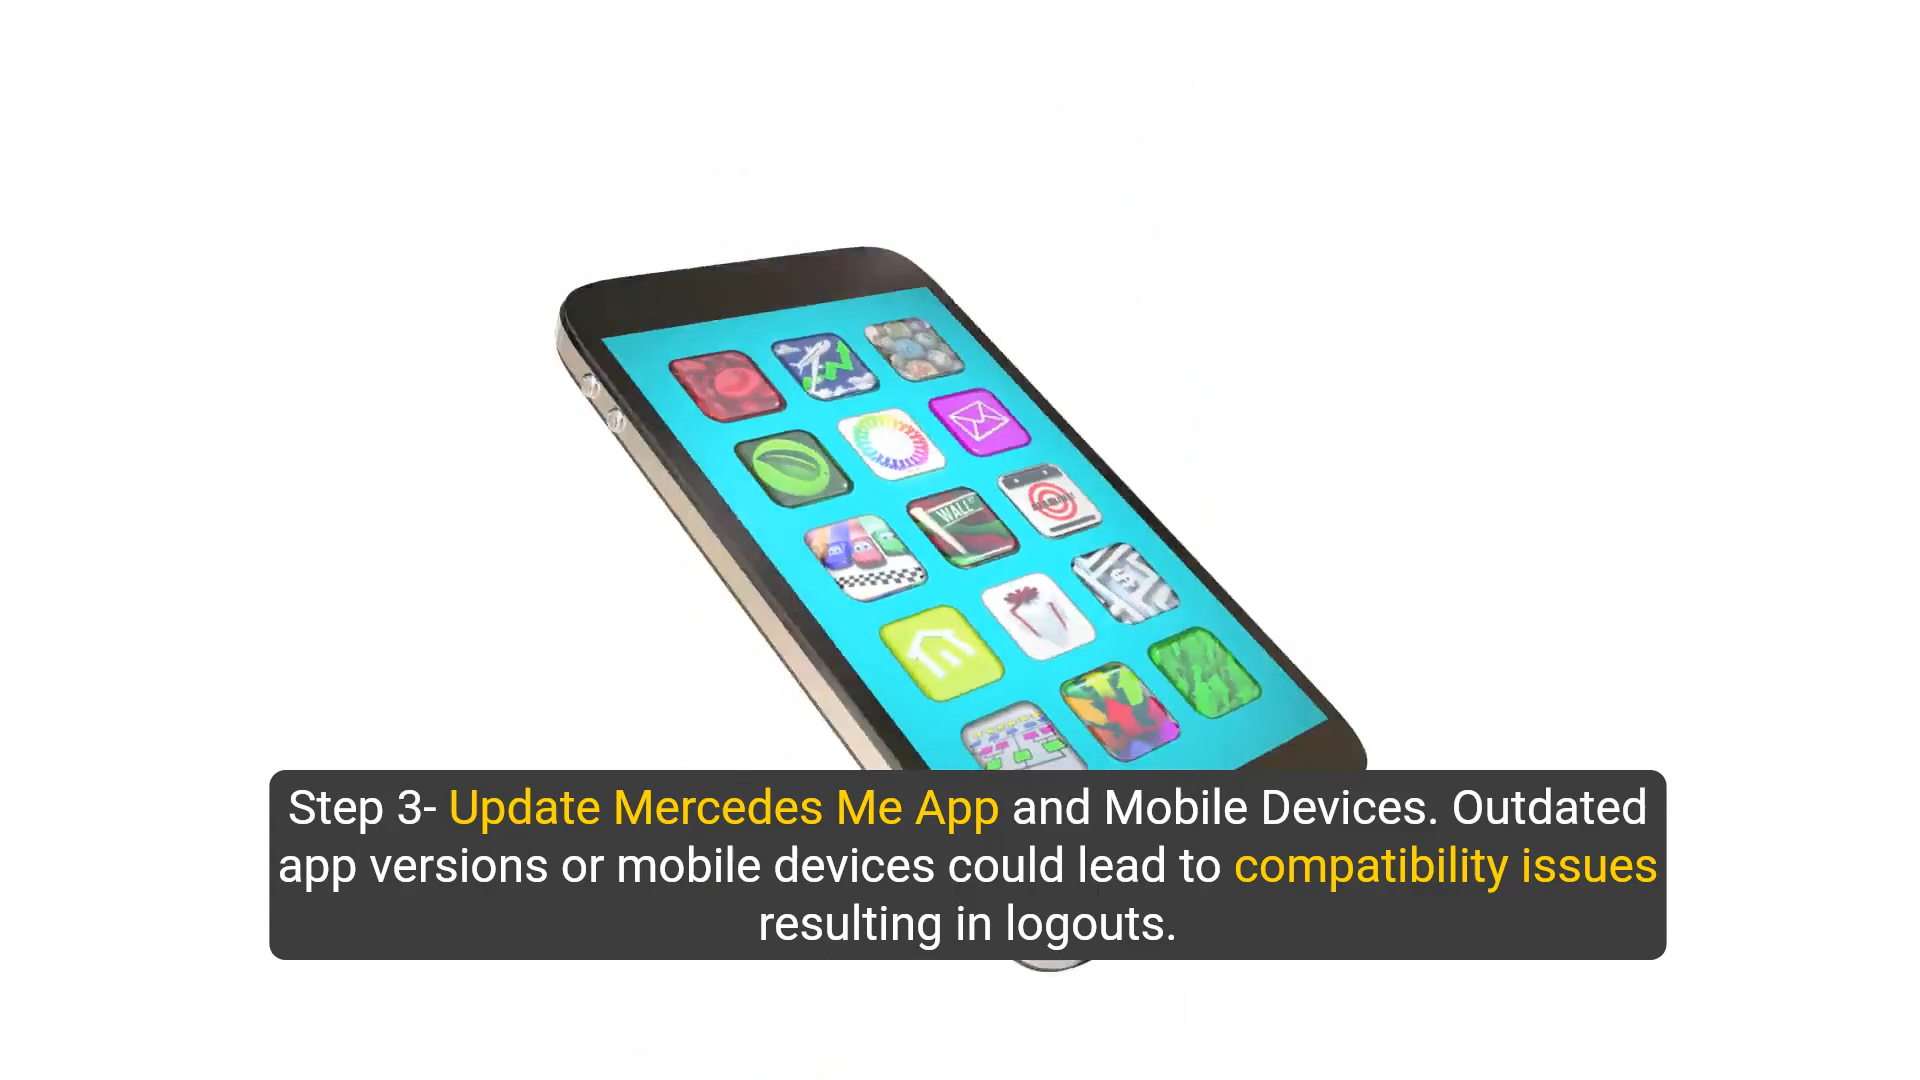 WALL
Step 3- Update Mercedes Me App and Mobile Devices. Outdated
app versions or mobile devices could lead to compatibility issues
resulting in logouts.